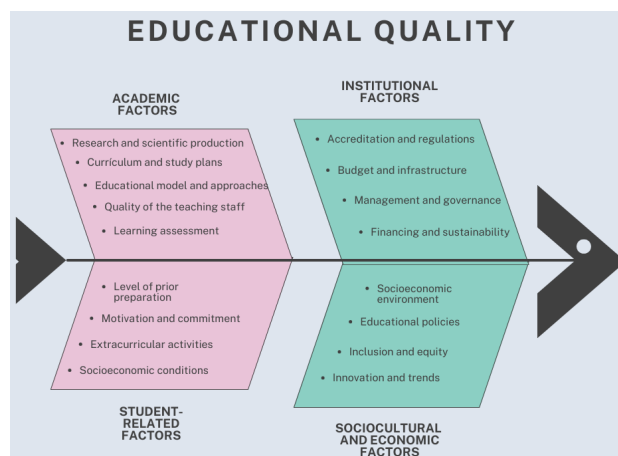 EDUCATIONAL QUALITY
ACADEMIC
FACTORS
• Research and scientific production
• Curriculum and study plans
• Educational model and approaches
• Quality of the teaching staff
• Learning assessment
INSTITUTIONAL
FACTORS
• Accreditation and regulations
• Budget and infrastructure
• Management and governance
• Financing and sustainability
• Level of prior
preparation
• Motivation and commitment
• Extracurricular activities
• Socioeconomic conditions
STUDENT-
RELATED
FACTORS
• Socioeconomic
environment
• Educational policies
• Inclusion and equity
• Innovation and trends
SOCIOCULTURAL
AND ECONOMIC
FACTORS